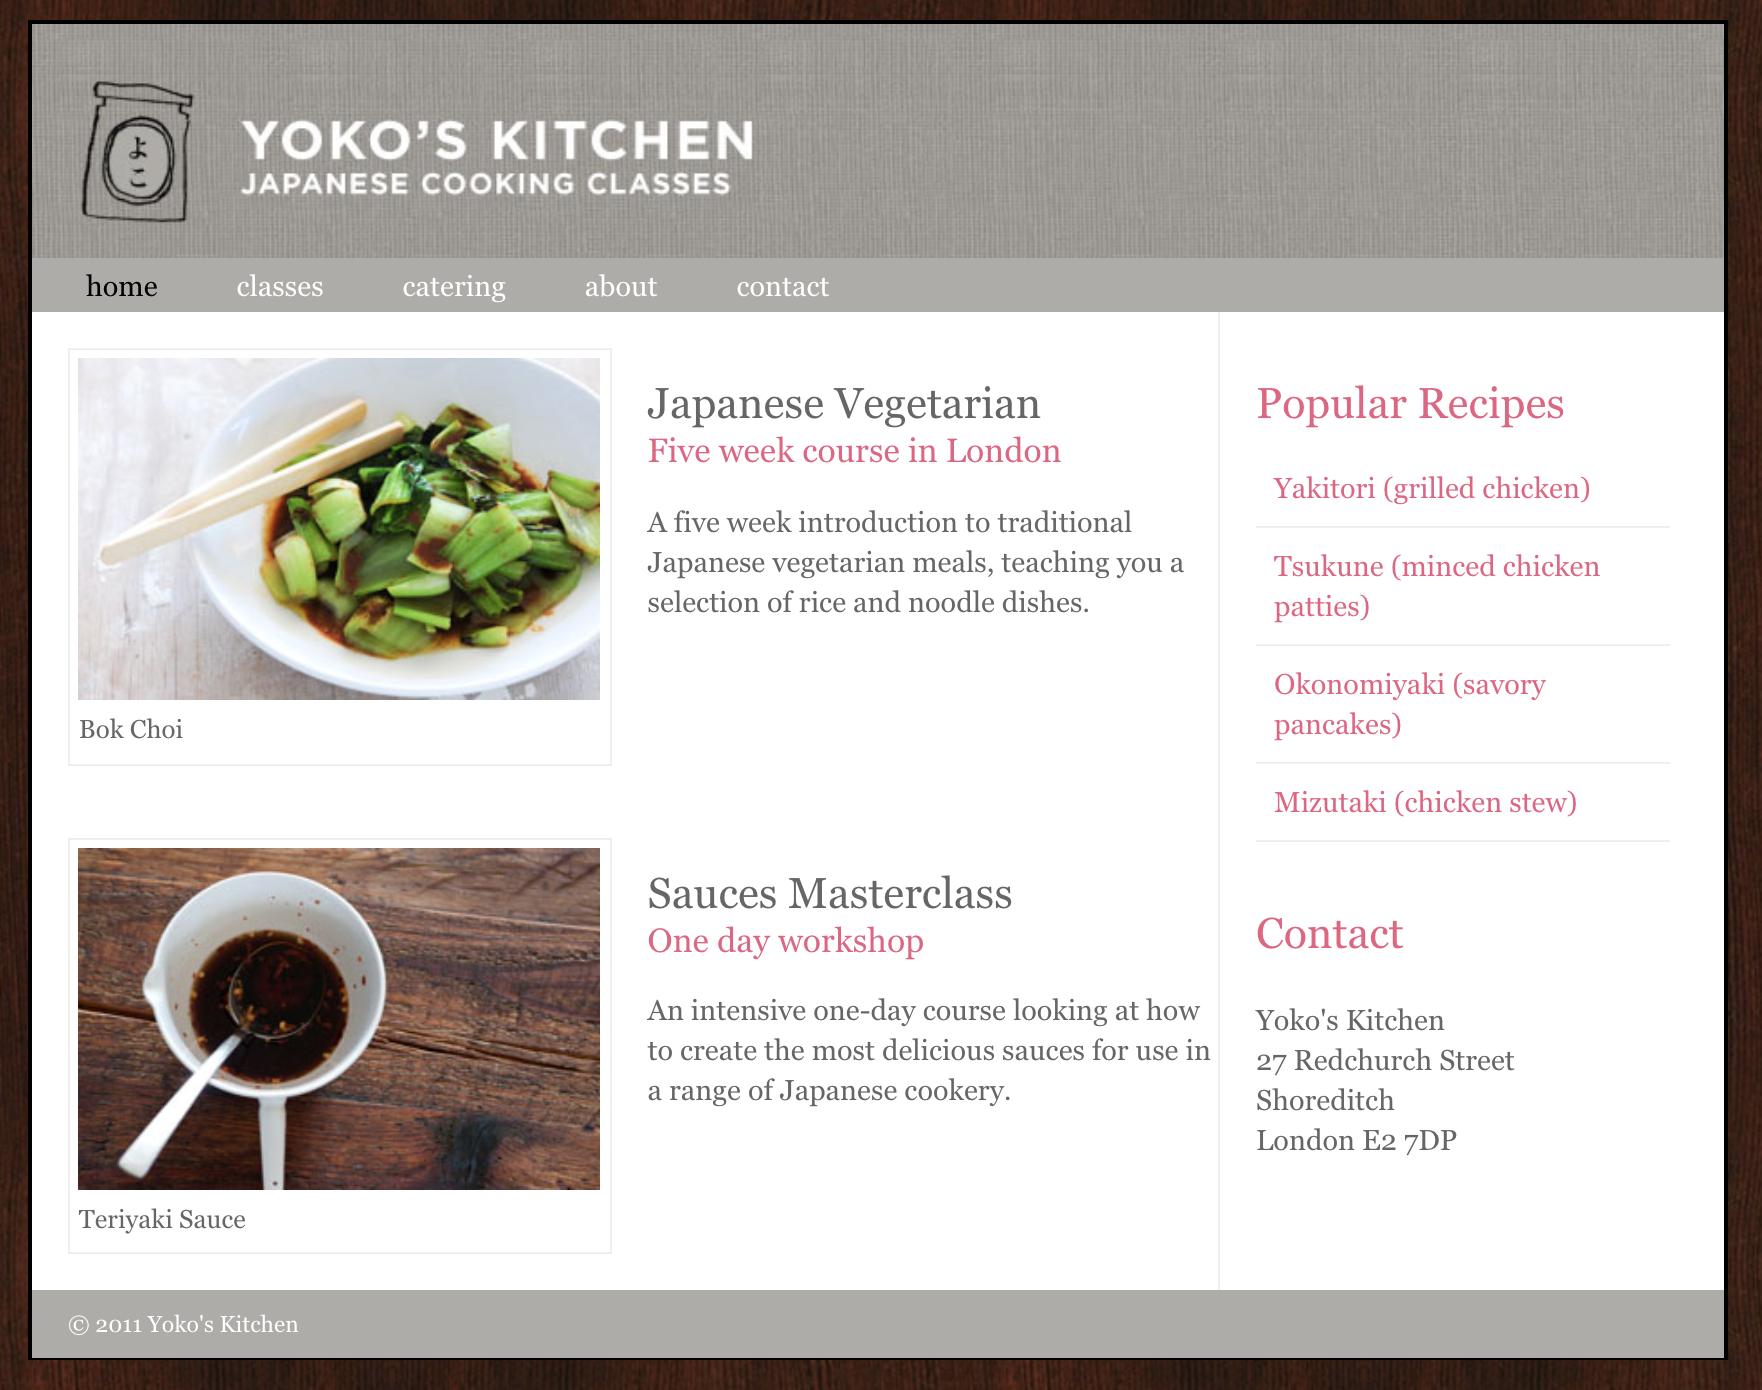 よ
こ
YOKO'S KITCHEN
JAPANESE COOKING CLASSES
home
classes
catering
about
contact
Japanese Vegetarian
Five week course in London
A five week introduction to traditional
Japanese vegetarian meals, teaching you a
selection of rice and noodle dishes.
Bok Choi
Sauces Masterclass
One day workshop
An intensive one-day course looking at how
to create the most delicious sauces for use in
a range of Japanese cookery.
Teriyaki Sauce
Popular Recipes
Yakitori (grilled chicken)
Tsukune (minced chicken
patties)
Okonomiyaki (savory
pancakes)
Mizutaki (chicken stew)
Contact
Yoko's Kitchen
27 Redchurch Street
Shoreditch
London E2 7DP
© 2011 Yoko's Kitchen